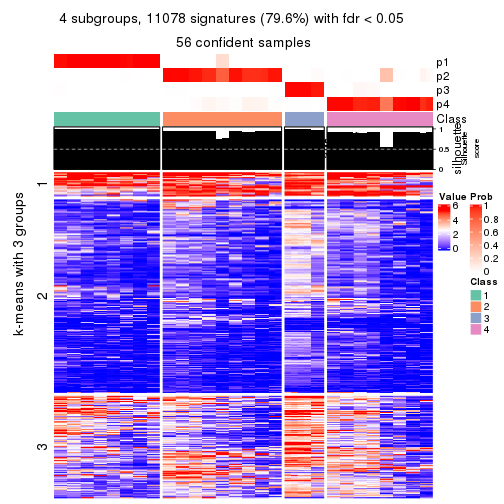 4 subgroups, 11078 signatures (79.6%) with fdr < 0.05
56 confident samples
p1
p2
p3
p4
Class
silhouette
1
0.5
0
Silhouette
score
k-means with 3 groups
1
2
3
Value
6
4
2
0
Prob
1
0.8
0.6
0.4
0.2
0
Class
1
2
3
4